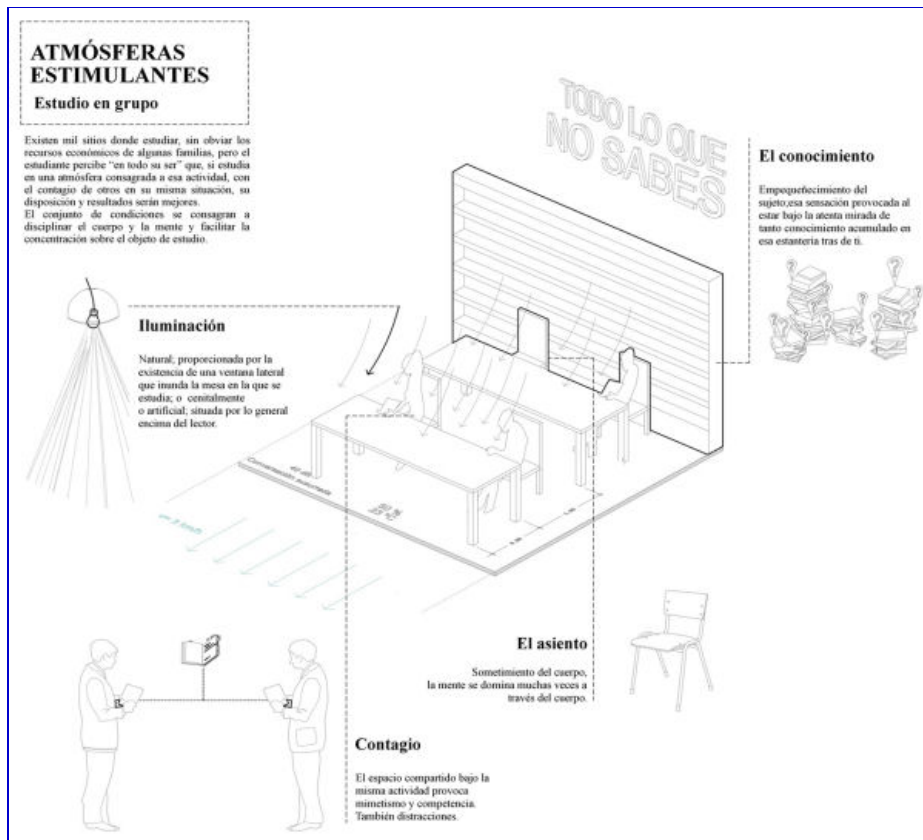 ATMÓSFERAS
ESTIMULANTES
Estudio en grupo
Existen mil sitios donde estudiar, sin obviar los
recursos económicos de algunas familias, pero el
estudiante percibe “en todo su ser” que, si estudia
en una atmósfera consagrada a esa actividad, con
el contagio de otros en su misma situación, su
disposición y resultados serán mejores.
El conjunto de condiciones se consagran a
disciplinar el cuerpo y la mente y facilitar la
concentración sobre el objeto de estudio.
TODO LO QUE
NO SABES
El conocimiento
Empequeñecimiento del
sujeto,esa sensación provocada al
estar bajo la atenta mirada de
tanto conocimiento acumulado en
esa estantería tras de ti.
Iluminación
Natural; proporcionada por la
existencia de una ventana lateral
que inunda la mesa en la que se
estudia; o cenitalmente
o artificial; situada por lo general
encima del lector.
40 dB
Conversación susurrada
50 %
El asiento
Sometimiento del cuerpo,
la mente se domina muchas veces a
través del cuerpo.
Contagio
El espacio compartido bajo la
misma actividad provoca
mimetismo y competencia.
También distracciones.